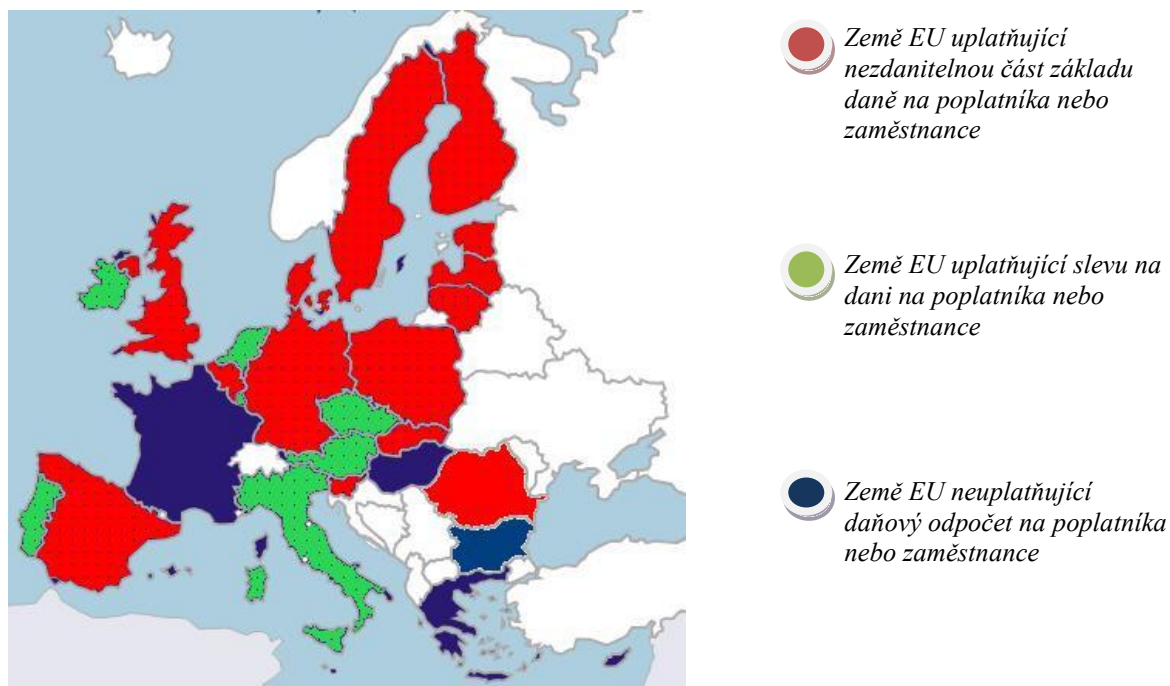 Země EU uplatňující
nezdanitelnou část základu
daně na poplatníka nebo
zaměstnance
Země EU uplatňující slevu na
dani na poplatníka nebo
zaměstnance
Země EU neuplatňující
daňový odpočet na poplatníka
nebo zaměstnance